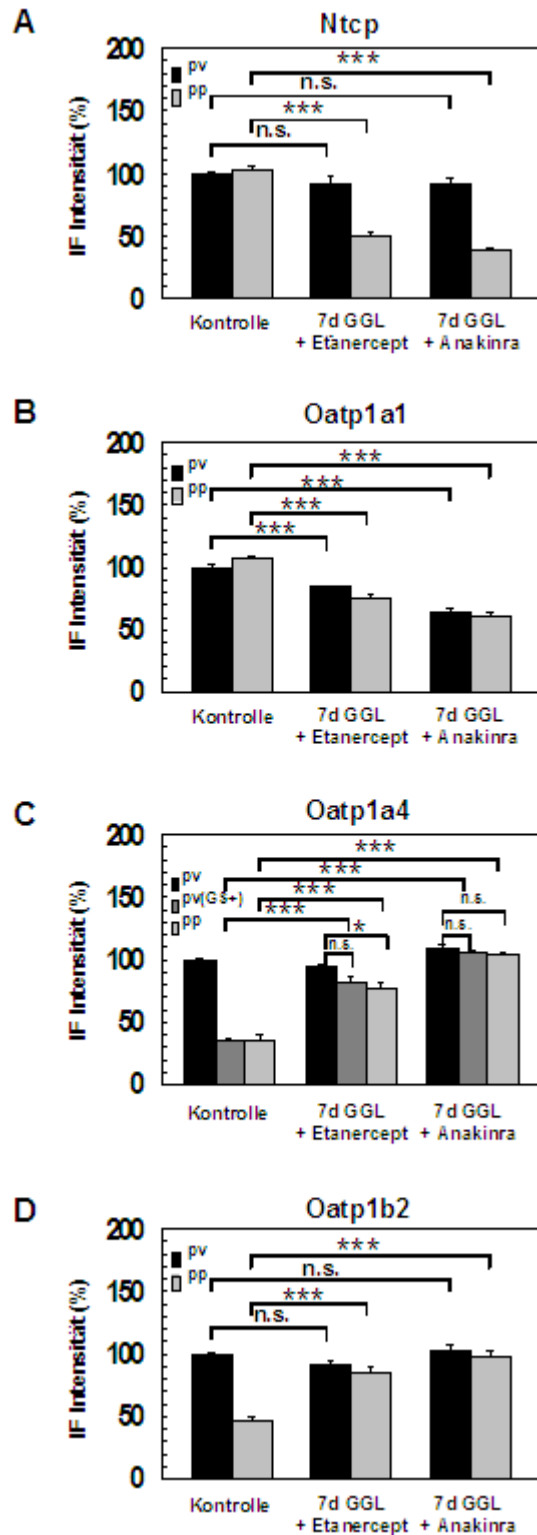 A
Ntcp
IF Intensität (%)
200
150
100
50
0
pv
pp
***
n.s.
***
n.s.
Kontrolle
7d GGL
+ Etanercept
7d GGL
+ Anakinra
B
Oatp1a1
IF Intensität (%)
200
150
100
50
0
pv
pp
***
***
***
***
Kontrolle
7d GGL
+ Etanercept
7d GGL
+ Anakinra
C
Oatp1a4
IF Intensität (%)
200
150
100
50
0
pv
pv(GS+)
pp
***
***
***
***
*
n.s.
n.s.
n.s.
Kontrolle
7d GGL
+ Etanercept
7d GGL
+ Anakinra
D
Oatp1b2
IF Intensität (%)
200
150
100
50
0
pv
pp
***
n.s.
***
n.s.
Kontrolle
7d GGL
+ Etanercept
7d GGL
+ Anakinra